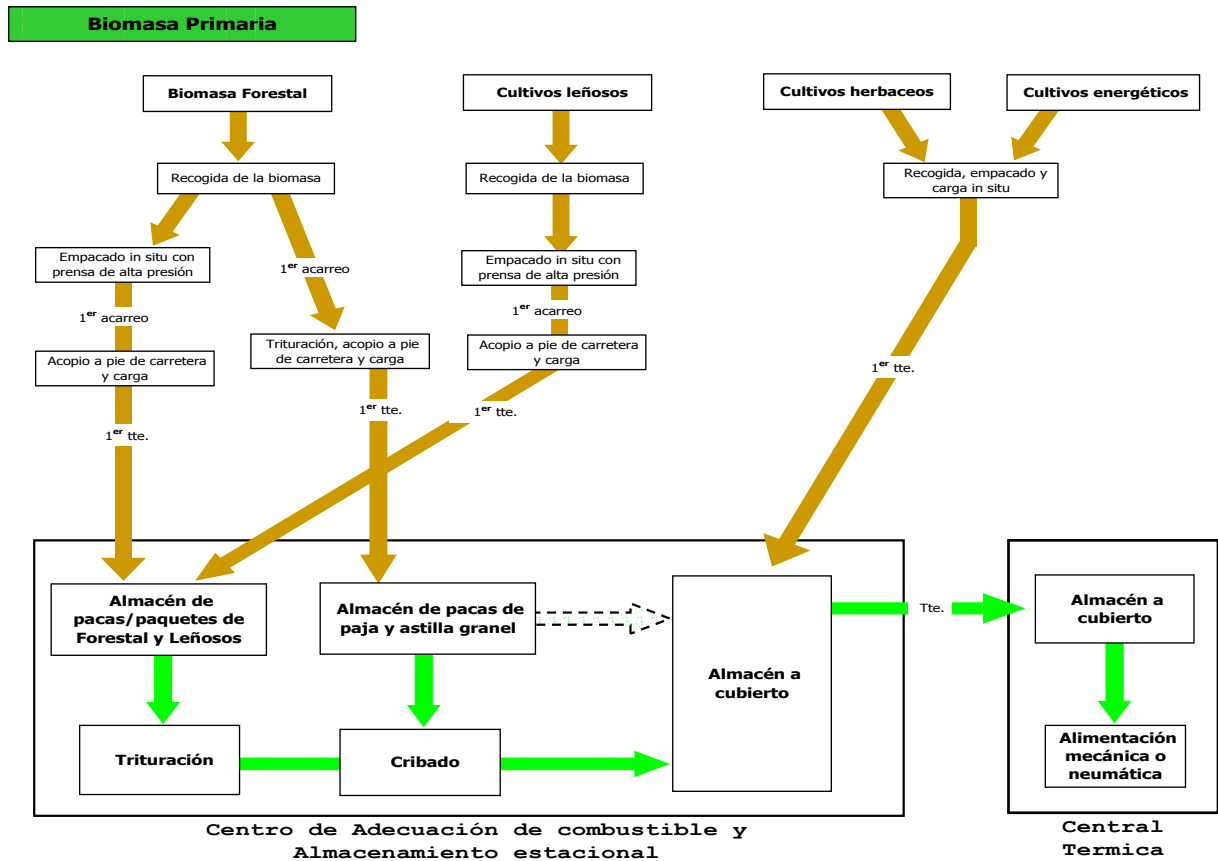 Biomasa Primaria
Biomasa Forestal
Cultivos leñosos
Cultivos herbaceos
Cultivos energéticos
Recogida de la biomasa
Recogida de la biomasa
Recogida, empacado y
carga in situ
Empacado in situ con
prensa de alta presión
1er acarreo
Empacado in situ con
prensa de alta presión
1er acarreo
1er acarreo
Acopio a pie de carretera
y carga
Trituración, acopio a pie
de carretera y carga
Acopio a pie de carretera
y carga
1er tte.
1er tte.
1er tte.
1er tte.
Almacén de
pacas/paquetes de
Forestal y Leñosos
Almacén de pacas de
paja y astilla granel
Almacén a
cubierto
Tte.
Almacén a
cubierto
Trituración
Cribado
Alimentación
mecánica o
neumática
Centro de Adecuación de combustible y
Almacenamiento estacional
Central
Termica